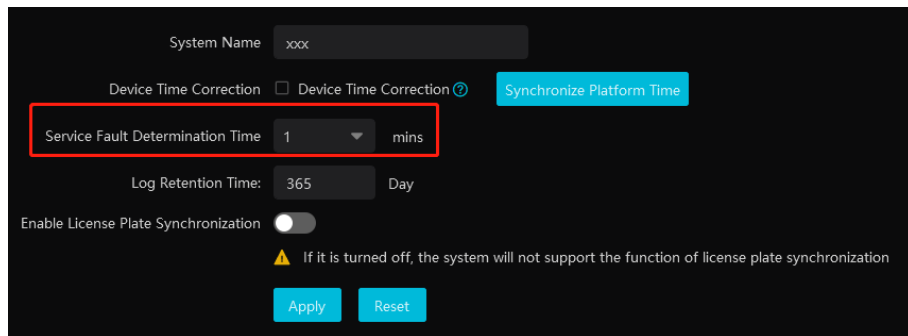 System Name xxx
Device Time Correction Device Time Correction ? Synchronize Platform Time
Service Fault Determination Time 1 mins
Log Retention Time: 365 Day
Enable License Plate Synchronization
If it is turned off, the system will not support the function of license plate synchronization
Apply Reset